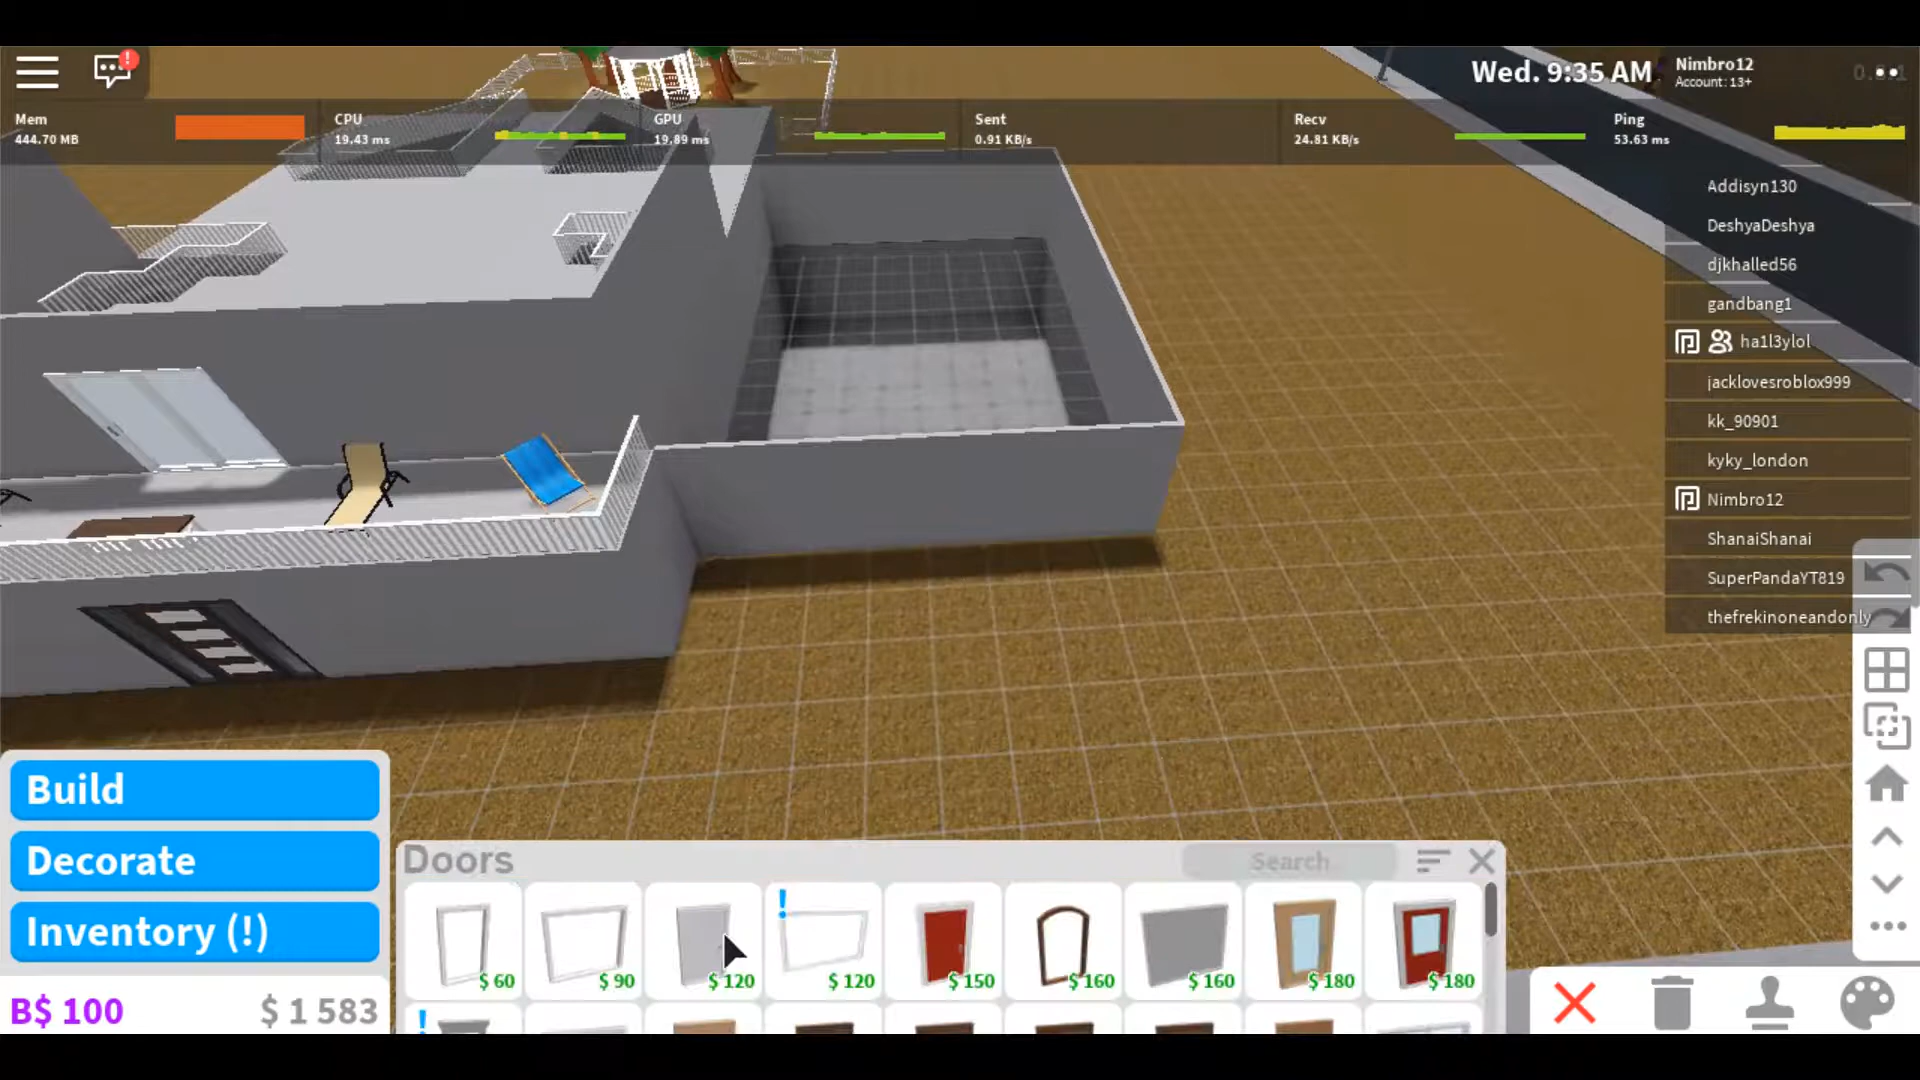 Wed. 9:35 AM
Nimbro12
Account: 13+
Mem
444.70 MB
CPU
19.43 ms
GPU
19.89 ms
Sent
0.91 KB/s
Recv
24.81 KB/s
Ping
53.63 ms
Addisyn130
DeshyaDeshya
djkhalled56
gandbang1
ha1l3ylol
jacklovesroblox999
kk_90901
kyky_london
Nimbro12
ShanaiShanai
SuperPandaYT819
thefrekinoneandonly
Build
Decorate
Inventory (!)
B$ 100
$ 1 583
Doors
Search
$ 60
$ 90
$ 120
$ 120
$ 150
$ 160
$ 160
$ 180
$ 180